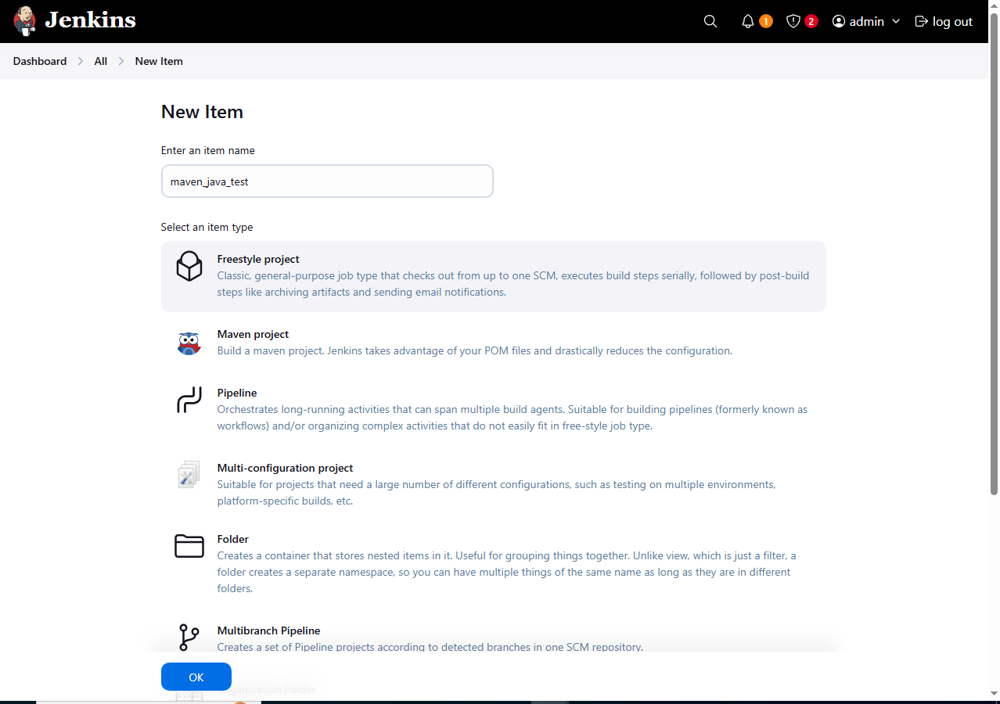 Jenkins
1
2
admin
log out
Dashboard
All
New Item
New Item
Enter an item name
maven_java_test
Select an item type
Freestyle project
Classic, general-purpose job type that checks out from up to one SCM, executes build steps serially, followed by post-build
steps like archiving artifacts and sending email notifications.
Maven project
Build a maven project. Jenkins takes advantage of your POM files and drastically reduces the configuration.
Pipeline
Orchestrates long-running activities that can span multiple build agents. Suitable for building pipelines (formerly known as
workflows) and/or organizing complex activities that do not easily fit in free-style job type.
Multi-configuration project
Suitable for projects that need a large number of different configurations, such as testing on multiple environments,
platform-specific builds, etc.
Folder
Creates a container that stores nested items in it. Useful for grouping things together. Unlike view, which is just a filter, a
folder creates a separate namespace, so you can have multiple things of the same name as long as they are in different
folders.
Multibranch Pipeline
Creates a set of Pipeline projects according to detected branches in one SCM repository.
OK
Organization Folder